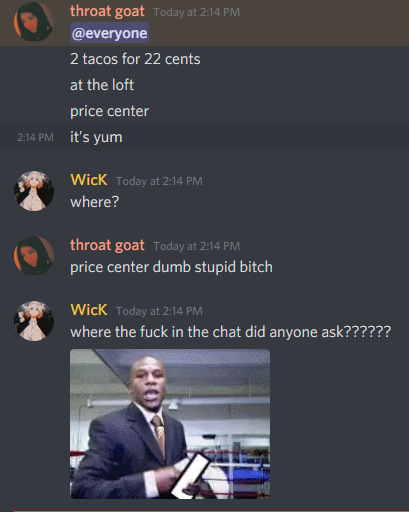 throat goat Today at 2:14 PM
@everyone
2 tacos for 22 cents
at the loft
price center
2:14 PM it's yum
WicK Today at 2:14 PM
where?
throat goat Today at 2:14 PM
price center dumb stupid bitch
WicK Today at 2:14 PM
where the fuck in the chat did anyone ask??????